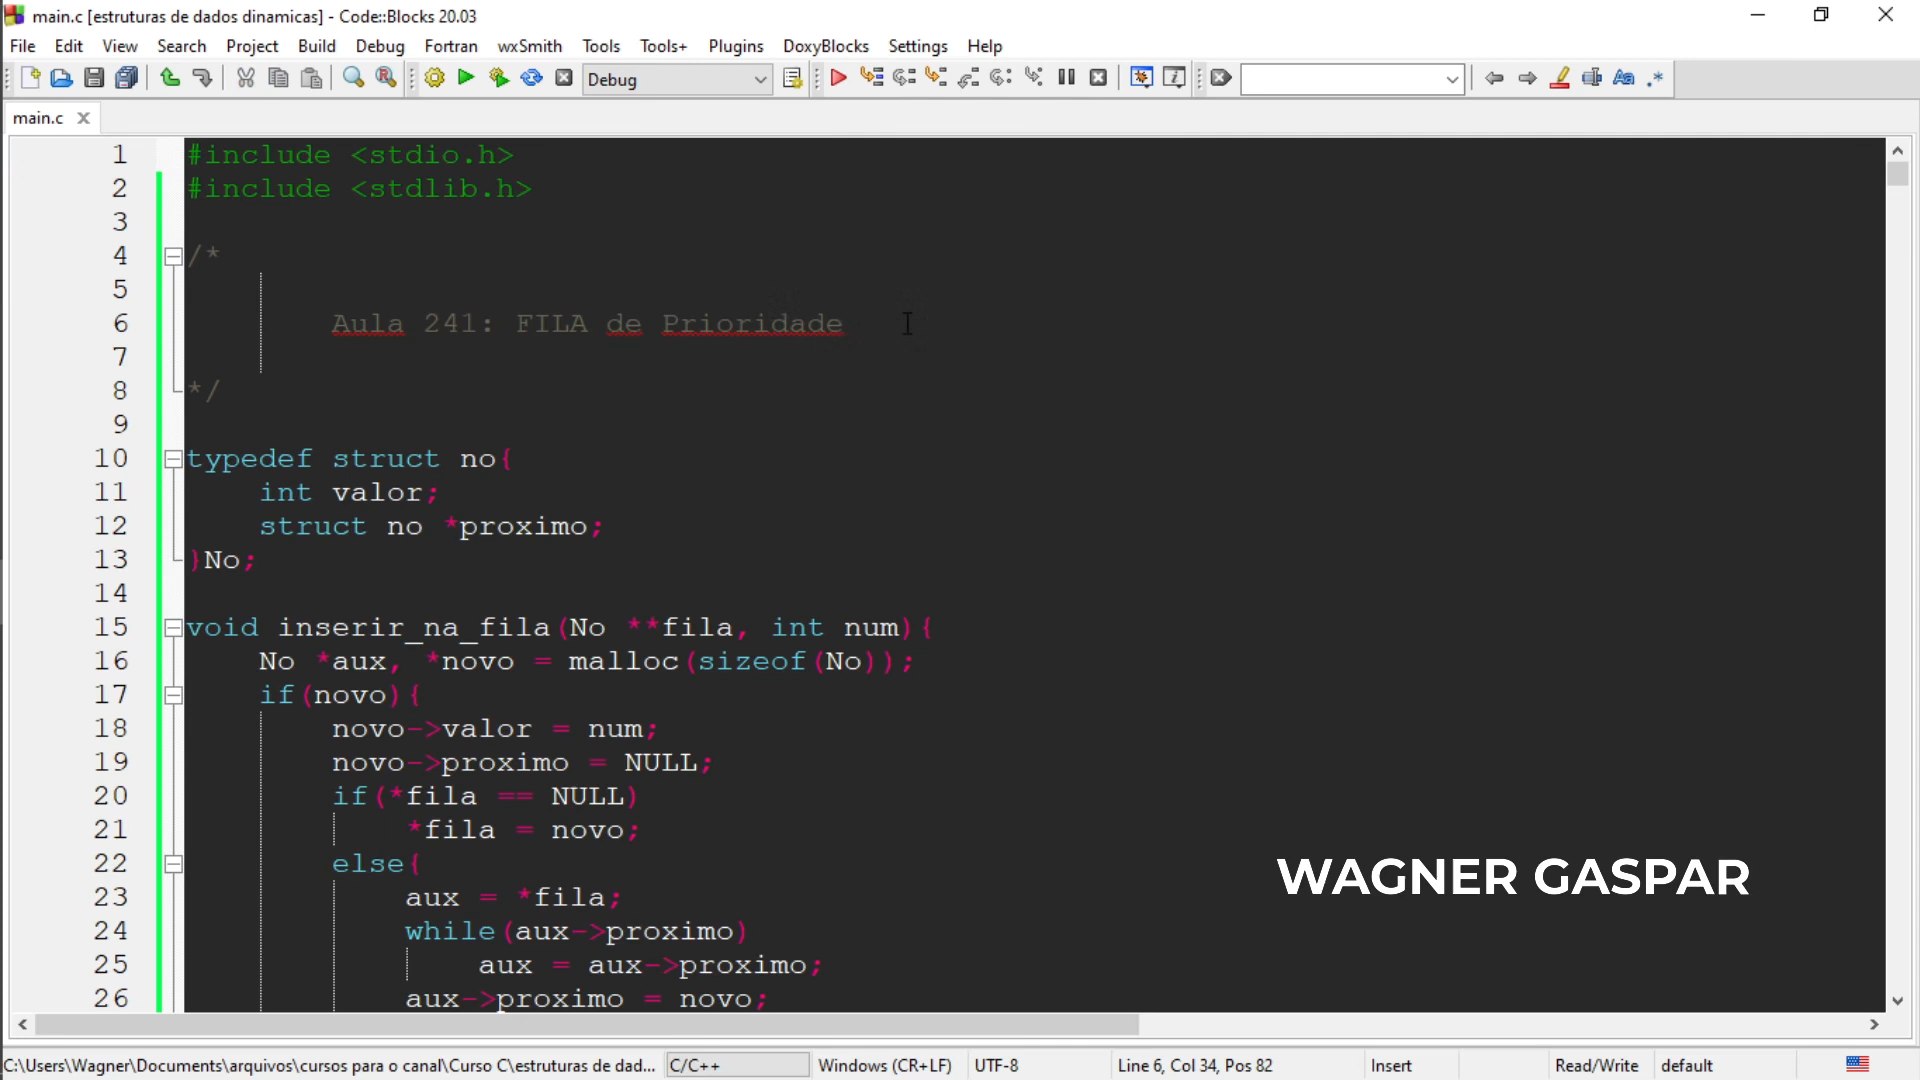 main.c [estruturas de dados dinamicas] - Code::Blocks 20.03
File Edit View Search Project Build Debug Fortran wxSmith Tools Tools+ Plugins DoxyBlocks Settings Help
Debug
main.c
1 #include <stdio.h>
2 #include <stdlib.h>
3
4 /*
5
6 Aula 241: FILA de Prioridade
7
8 */
9
10 typedef struct no{
11 int valor;
12 struct no *proximo;
13 }No;
14
15 void inserir_na_fila(No **fila, int num){
16 No *aux, *novo = malloc(sizeof(No));
17 if(novo){
18 novo->valor = num;
19 novo->proximo = NULL;
20 if(*fila == NULL)
21 *fila = novo;
22 else{
23 aux = *fila;
24 while(aux->proximo)
25 aux = aux->proximo;
26 aux->proximo = novo;
WAGNER GASPAR
C:\Users\Wagner\Documents\arquivos\cursos para o canal\Curso C\estruturas de dad... C/C++ Windows (CR+LF) UTF-8 Line 6, Col 34, Pos 82 Insert Read/Write default